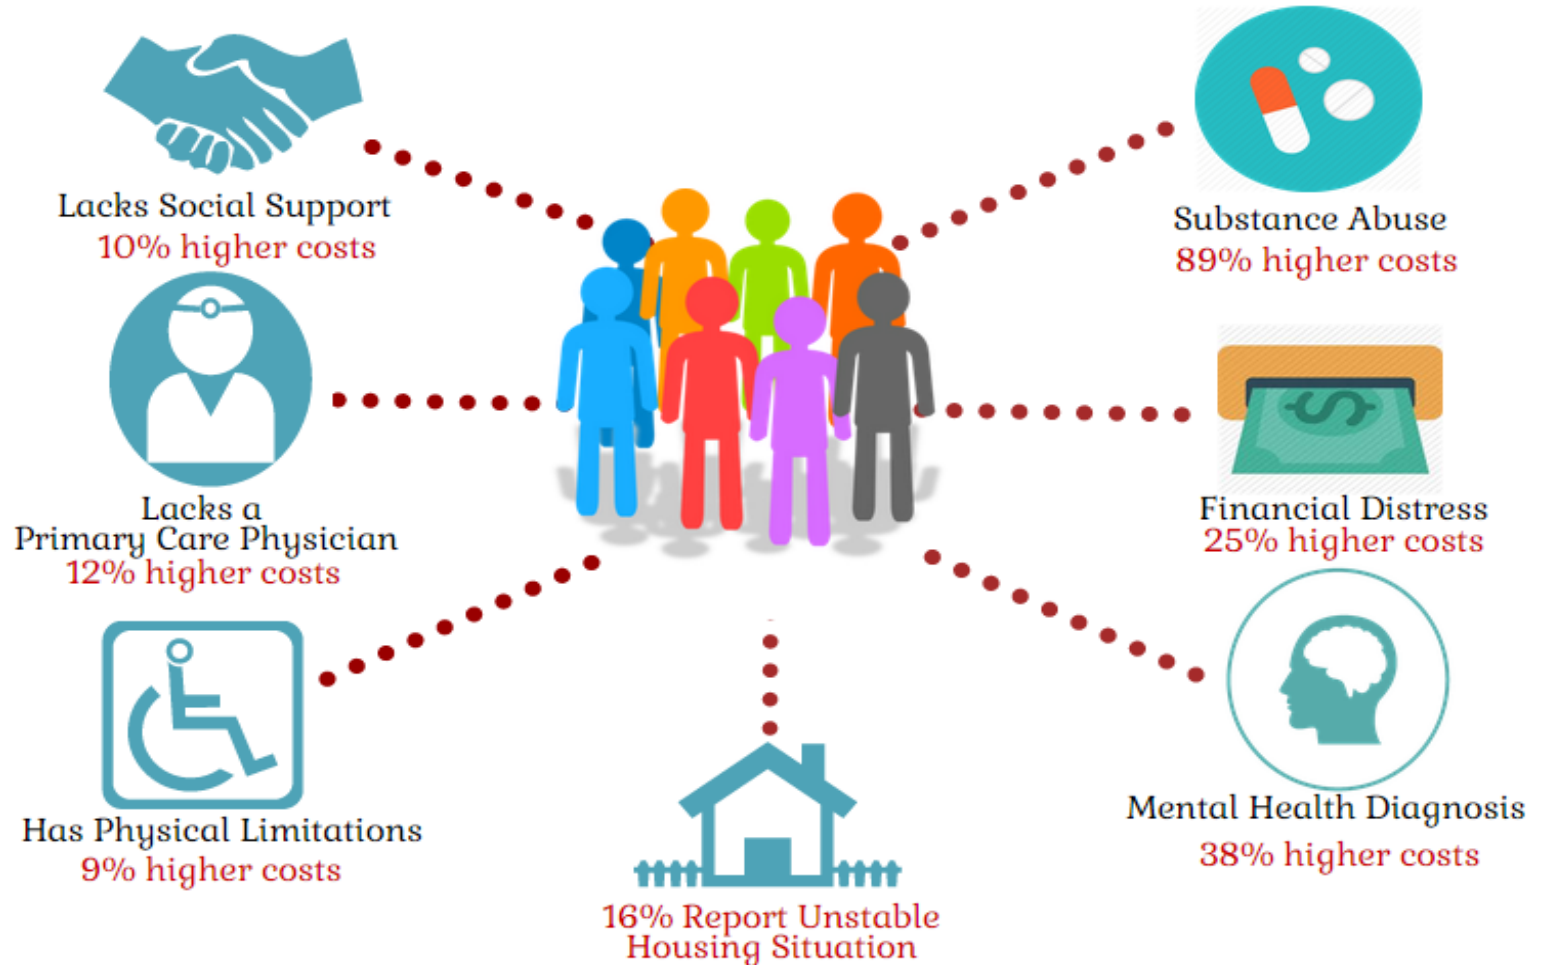 Lacks Social Support
10% higher costs
Lacks a
Primary Care Physician
12% higher costs
Has Physical Limitations
9% higher costs
16% Report Unstable
Housing Situation
Substance Abuse
89% higher costs
Financial Distress
25% higher costs
Mental Health Diagnosis
38% higher costs